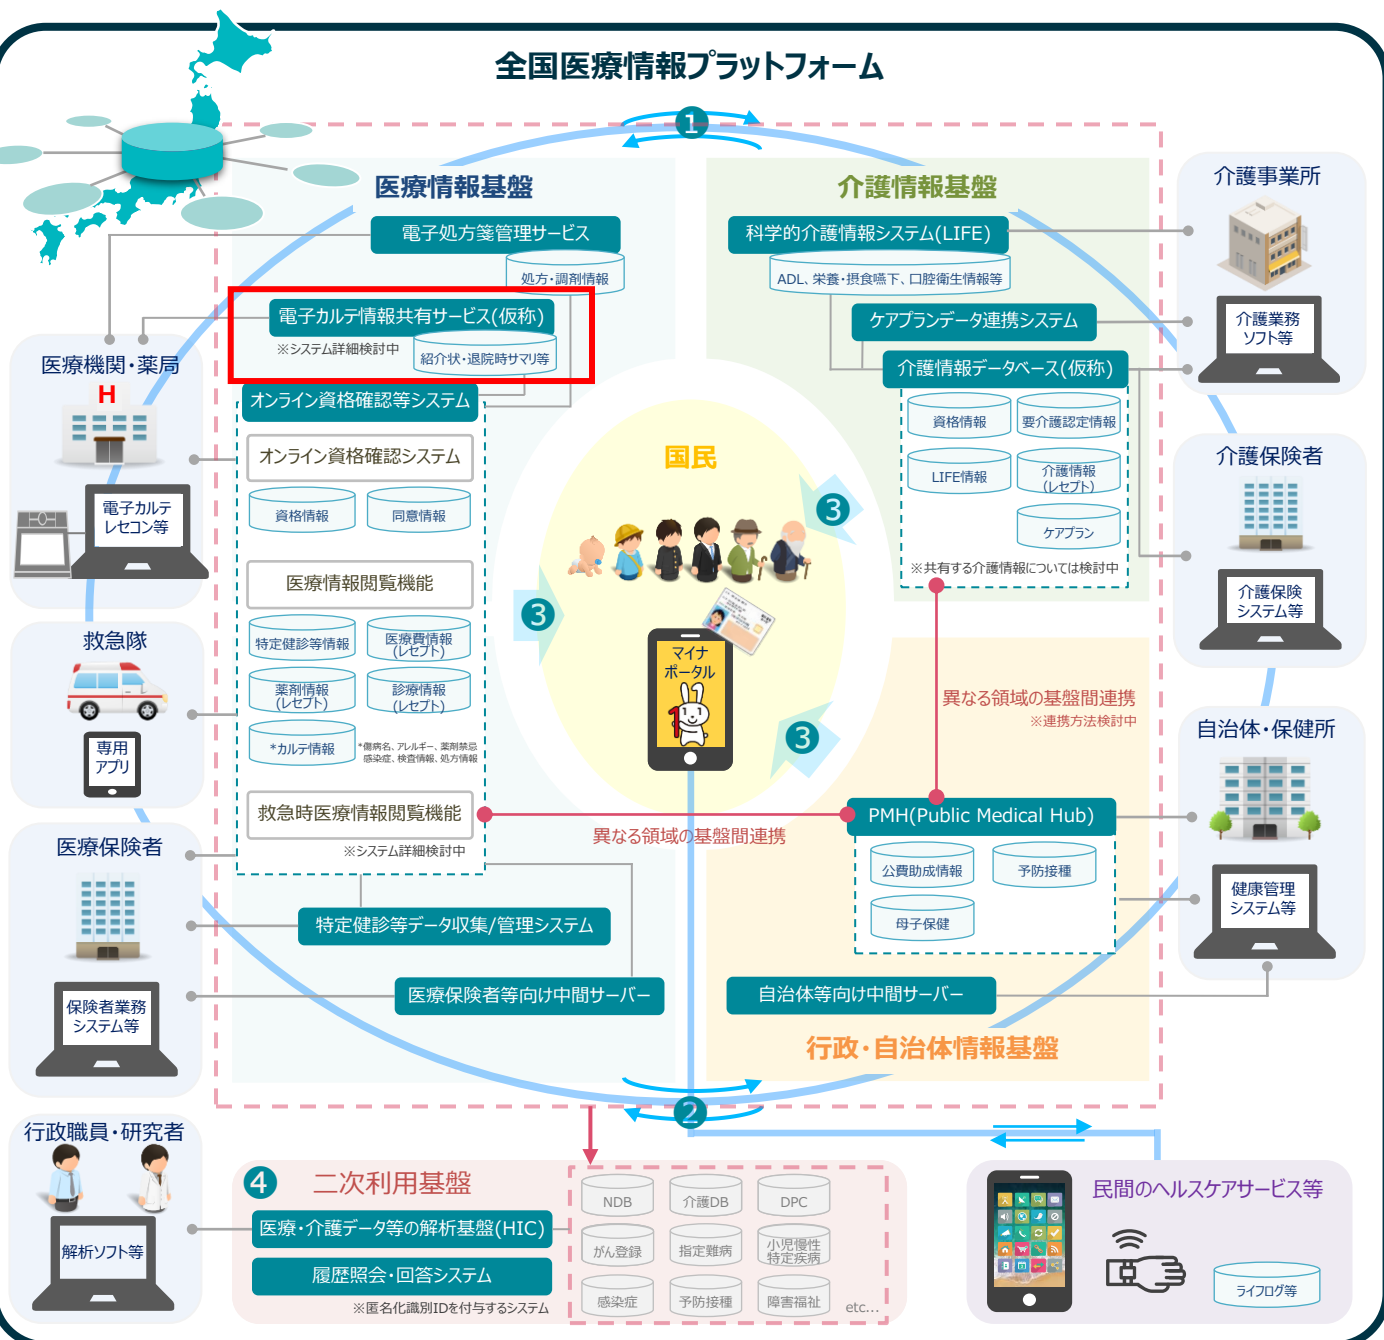 全国医療情報プラットフォーム
1
医療情報基盤
電子処方箋管理サービス
処方・調剤情報
電子カルテ情報共有サービス(仮称)
※システム詳細検討中
紹介状・退院時サマリ等
オンライン資格確認等システム
オンライン資格確認システム
資格情報
同意情報
医療情報閲覧機能
特定健診等情報
医療費情報
(レセプト)
薬剤情報
(レセプト)
診療情報
(レセプト)
*カルテ情報
*傷病名、アレルギー、薬剤禁忌
感染症、検査情報、処方情報
救急時医療情報閲覧機能
※システム詳細検討中
特定健診等データ収集/管理システム
医療保険者等向け中間サーバー
介護情報基盤
科学的介護情報システム(LIFE)
ADL、栄養・摂食嚥下、口腔衛生情報等
ケアプランデータ連携システム
介護情報データベース(仮称)
資格情報
要介護認定情報
LIFE情報
介護情報
(レセプト)
ケアプラン
※共有する介護情報については検討中
国民
3
3
3
マイナ
ポータル
1
異なる領域の基盤間連携
※連携方法検討中
異なる領域の基盤間連携
PMH(Public Medical Hub)
公費助成情報
予防接種
母子保健
自治体等向け中間サーバー
行政・自治体情報基盤
2
医療機関・薬局
H
電子カルテ
レセコン等
救急隊
専用
アプリ
医療保険者
保険者業務
システム等
行政職員・研究者
解析ソフト等
介護事業所
介護業務
ソフト等
介護保険者
介護保険
システム等
自治体・保健所
健康管理
システム等
4
二次利用基盤
医療・介護データ等の解析基盤(HIC)
履歴照会・回答システム
※匿名化識別IDを付与するシステム
NDB
介護DB
DPC
がん登録
指定難病
小児慢性
特定疾病
感染症
予防接種
障害福祉
etc...
民間のヘルスケアサービス等
ライフログ等